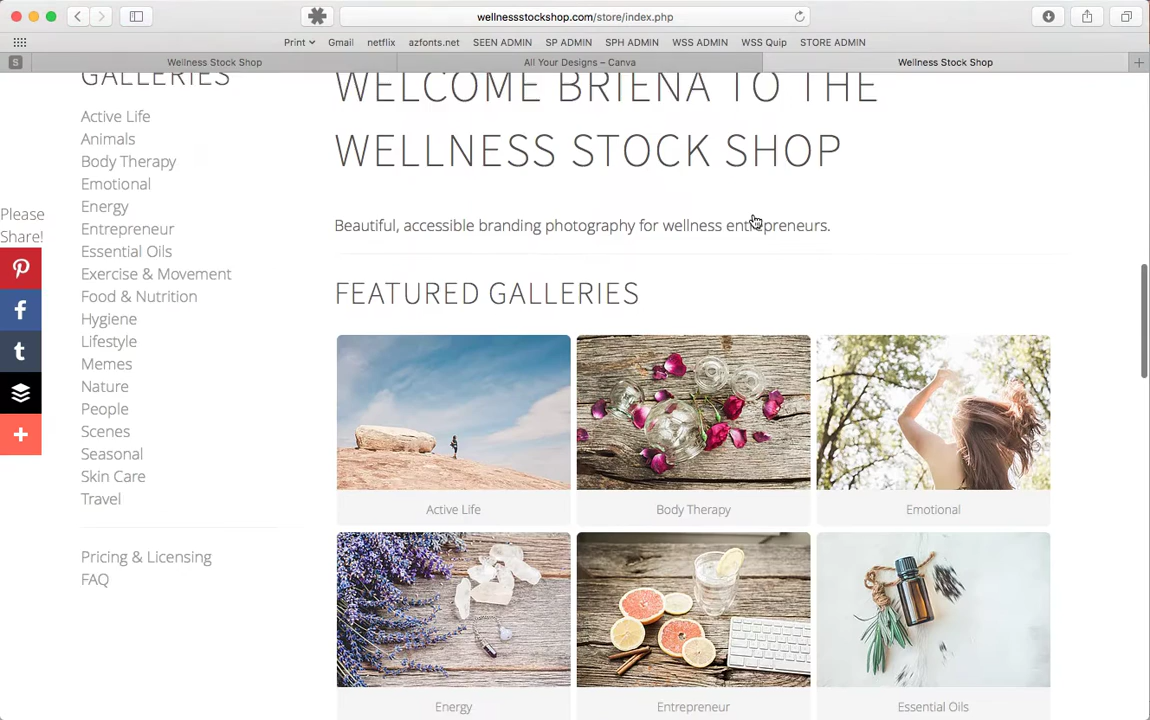 wellnessstockshop.com/store/index.php
Print Gmail netflix azfonts.net SEEN ADMIN SP ADMIN SPH ADMIN WSS ADMIN WSS Quip STORE ADMIN
S Wellness Stock Shop All Your Designs – Canva Wellness Stock Shop
GALLERIES
Active Life
Animals
Body Therapy
Emotional
Energy
Entrepreneur
Essential Oils
Exercise & Movement
Food & Nutrition
Hygiene
Lifestyle
Memes
Nature
People
Scenes
Seasonal
Skin Care
Travel
Pricing & Licensing
FAQ
Please
Share!
WELCOME BRIENA TO THE
WELLNESS STOCK SHOP
Beautiful, accessible branding photography for wellness entrepreneurs.
FEATURED GALLERIES
Active Life Body Therapy Emotional
Energy Entrepreneur Essential Oils